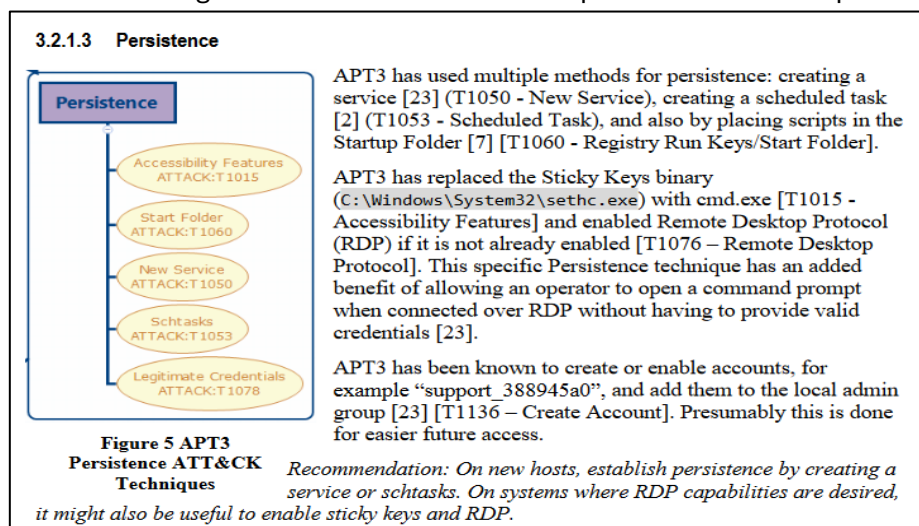 3.2.1.3 Persistence
Persistence
Accessibility Features
ATTACK:T1015
Start Folder
ATTACK:T1060
New Service
ATTACK:T1050
Schtasks
ATTACK:T1053
Legitimate Credentials
ATTACK:T1078
Figure 5 APT3
Persistence ATT&CK
Techniques
APT3 has used multiple methods for persistence: creating a
service [23] (T1050 - New Service), creating a scheduled task
[2] (T1053 - Scheduled Task), and also by placing scripts in the
Startup Folder [7] [T1060 - Registry Run Keys/Start Folder].
APT3 has replaced the Sticky Keys binary
(C:\Windows\System32\sethc.exe) with cmd.exe [T1015 -
Accessibility Features] and enabled Remote Desktop Protocol
(RDP) if it is not already enabled [T1076 – Remote Desktop
Protocol]. This specific Persistence technique has an added
benefit of allowing an operator to open a command prompt
when connected over RDP without having to provide valid
credentials [23].
APT3 has been known to create or enable accounts, for
example “support_388945a0”, and add them to the local admin
group [23] [T1136 – Create Account]. Presumably this is done
for easier future access.
Recommendation: On new hosts, establish persistence by creating a
service or schtasks. On systems where RDP capabilities are desired,
it might also be useful to enable sticky keys and RDP.